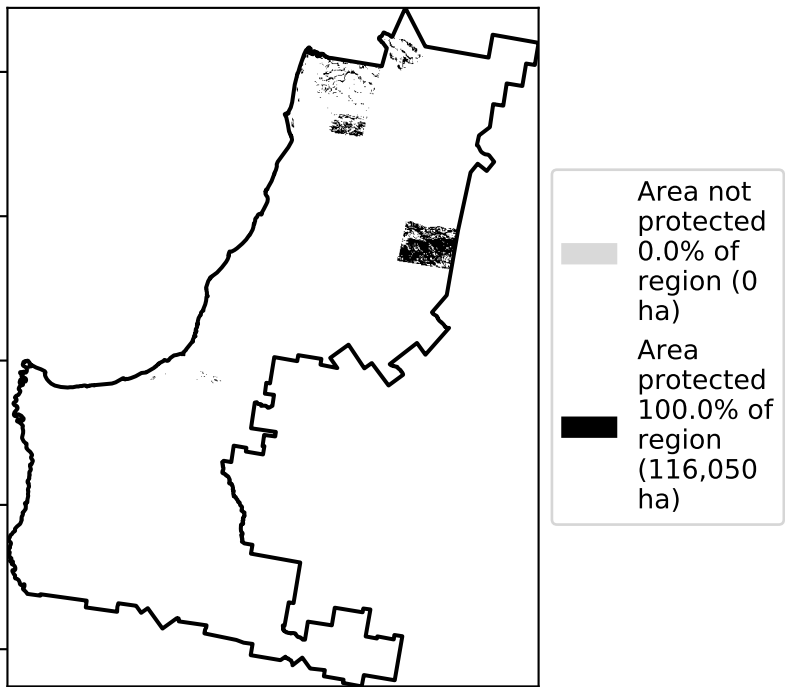 Area not
protected
0.0% of
region (0
ha)
Area
protected
100.0% of
region
(116,050
ha)